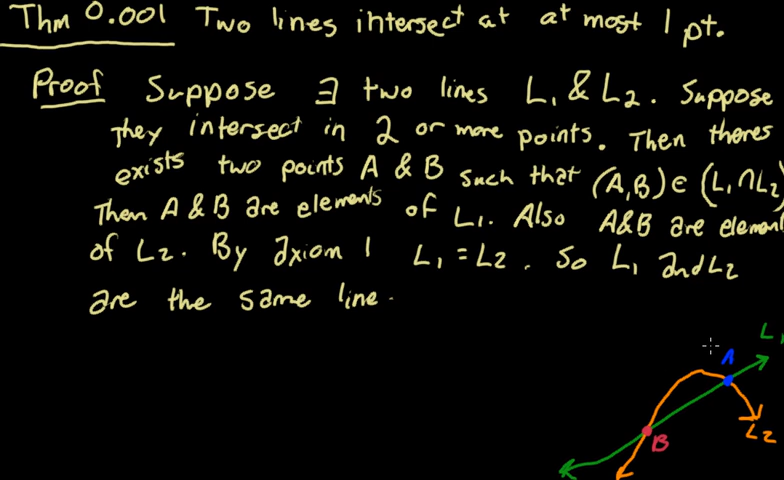 Thm 0.001 Two lines intersect at at most 1 pt.
Proof Suppose ∃ two lines L₁ & L₂. Suppose
they intersect in 2 or more points. Then theres
exists two points A & B such that (A,B) ∈ (L₁ ∩ L₂)
Then A & B are elements of L₁. Also A&B are element
of L₂. By axiom 1 L₁ = L₂. So L₁ and L₂
are the same line.
L₁
A
L₂
B